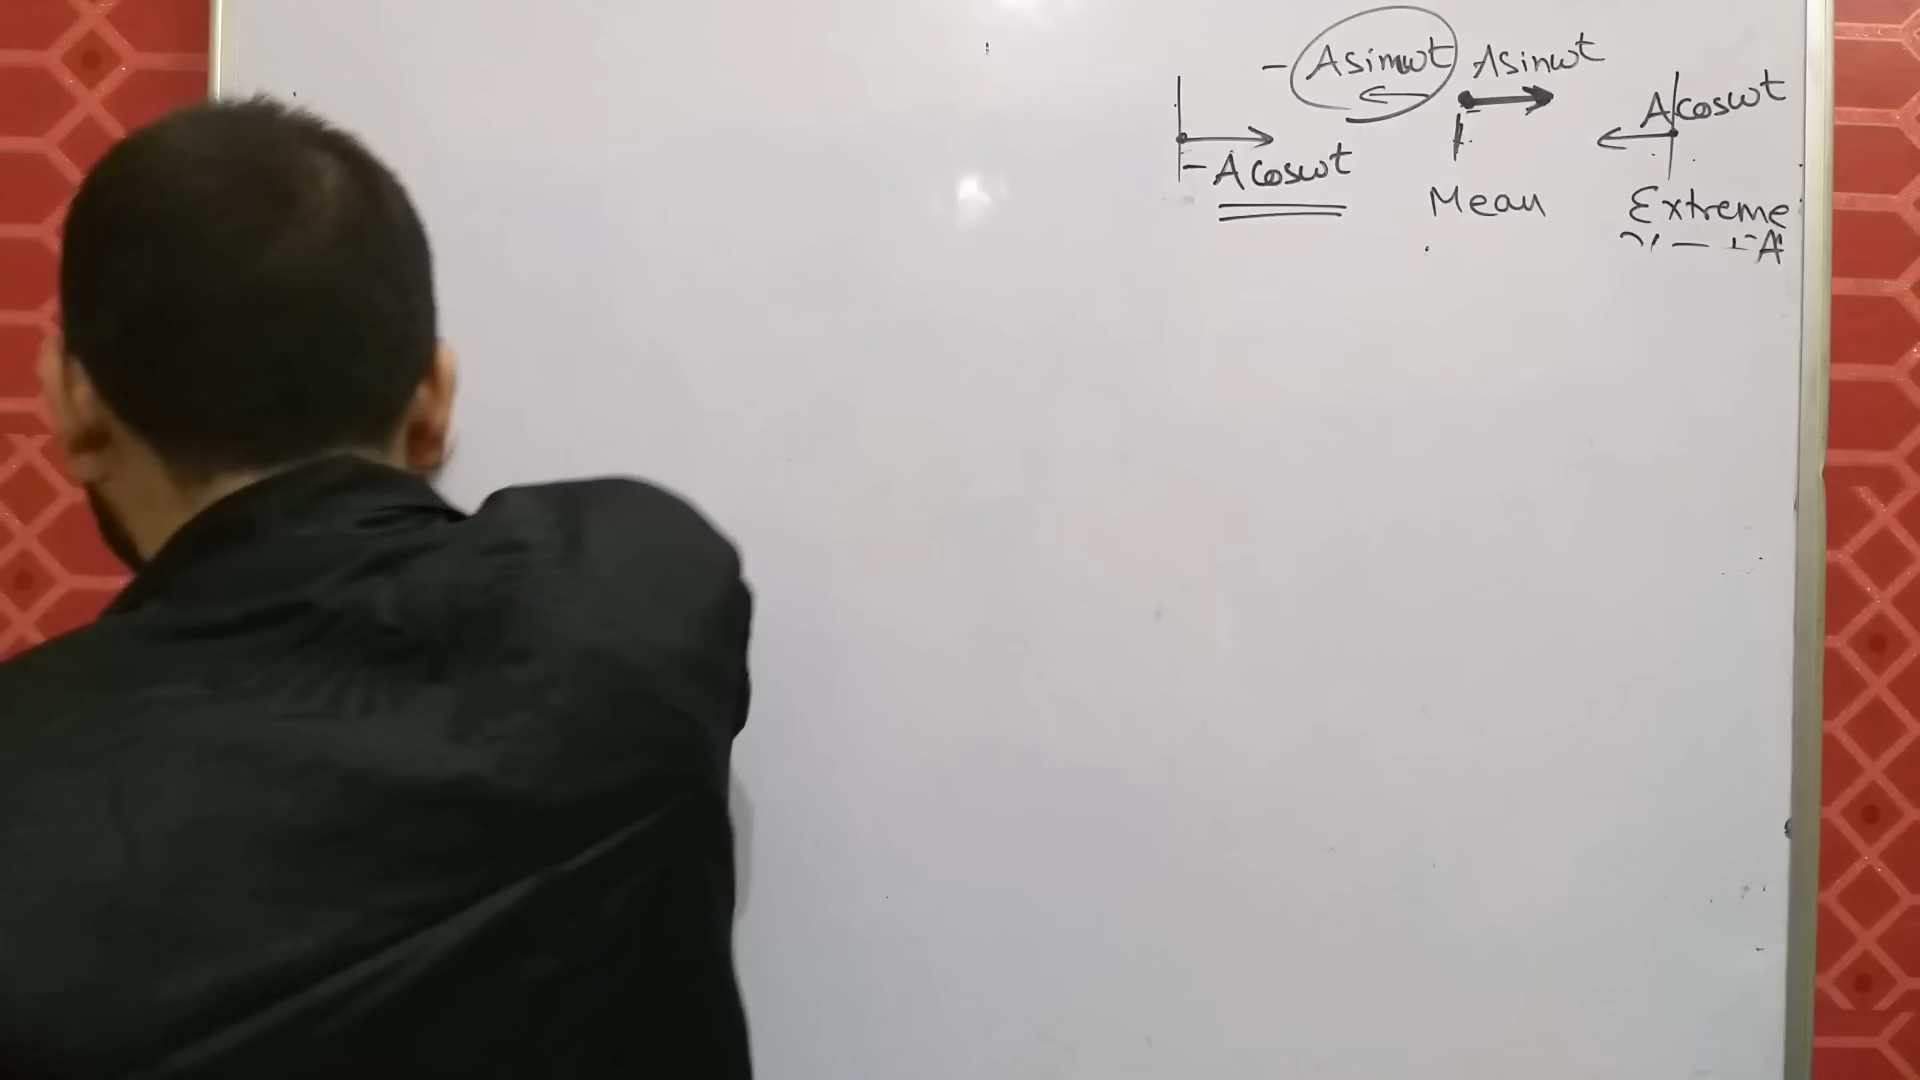 - Asinωt Asinωt
Acosωt
- Acosωt
Mean Extreme